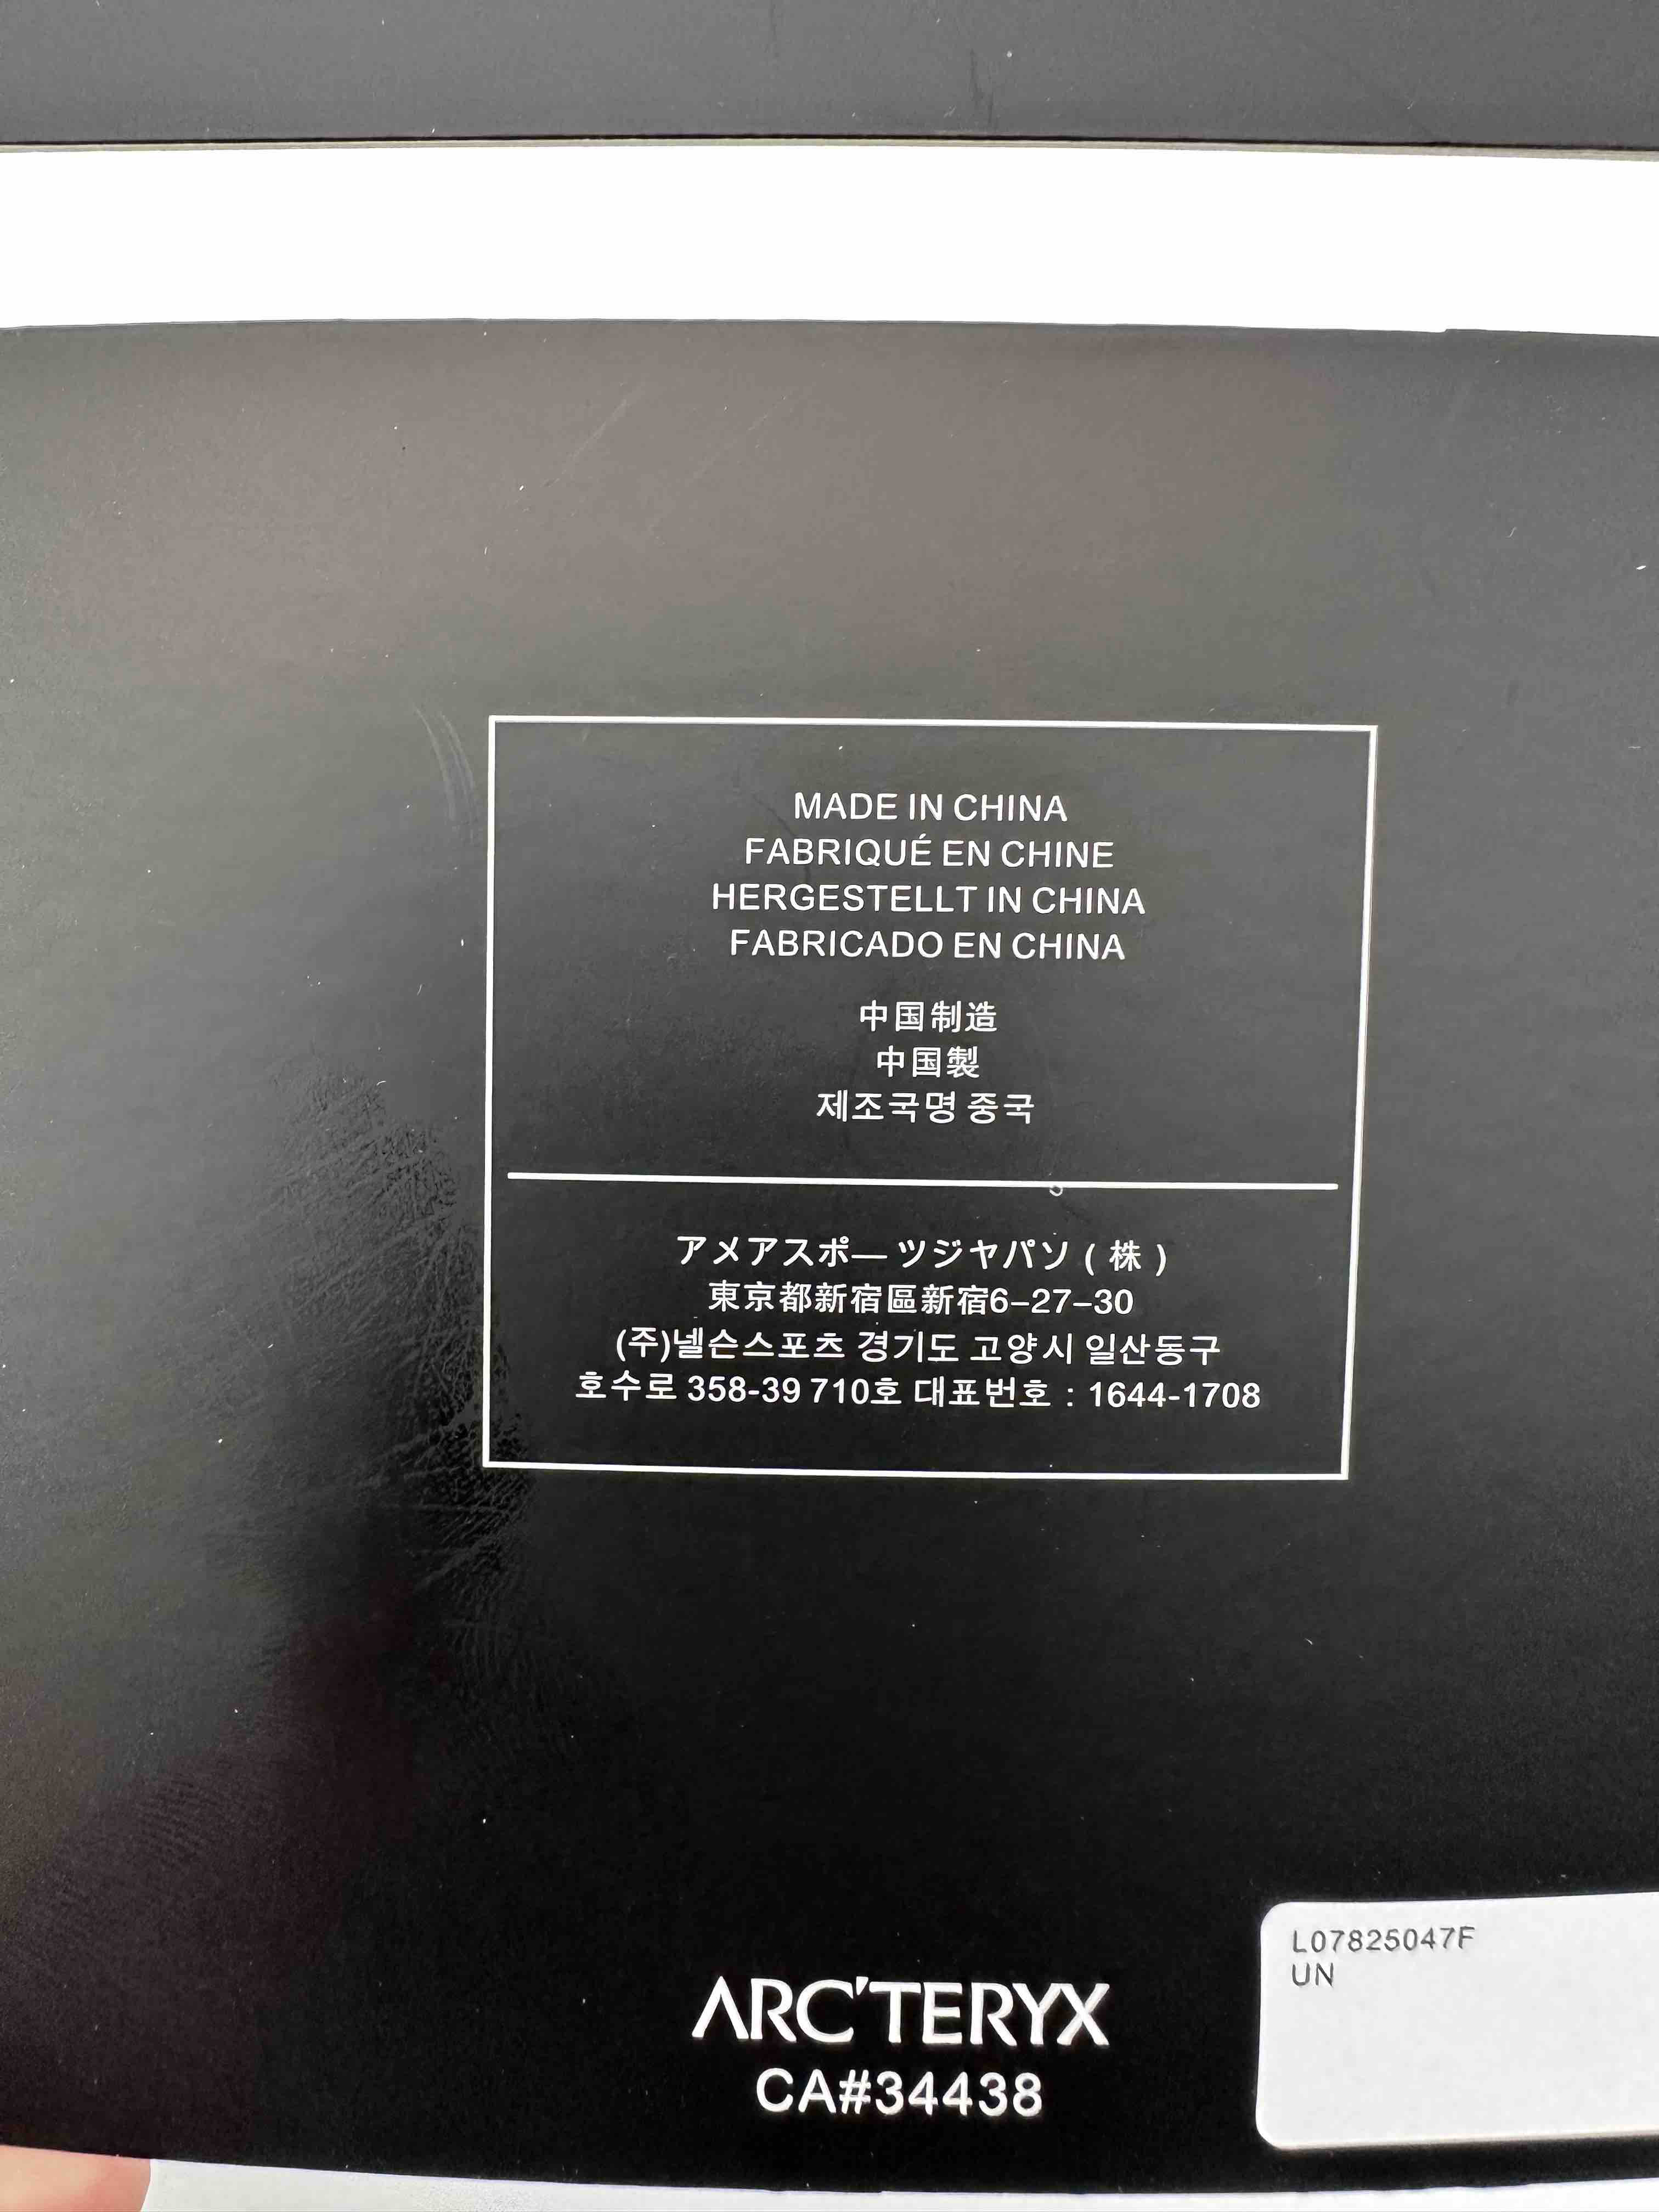 MADE IN CHINA
FABRIQUÉ EN CHINE
HERGESTELLT IN CHINA
FABRICADO EN CHINA
中国制造
中国製
제조국명 중국
アメアスポーツジヤパソ(株)
東京都新宿區新宿6-27-30
(주)넬슨스포츠 경기도 고양시 일산동구
호수로 358-39 710호 대표번호 : 1644-1708
ARC'TERYX
CA#34438
L07825047F
UN